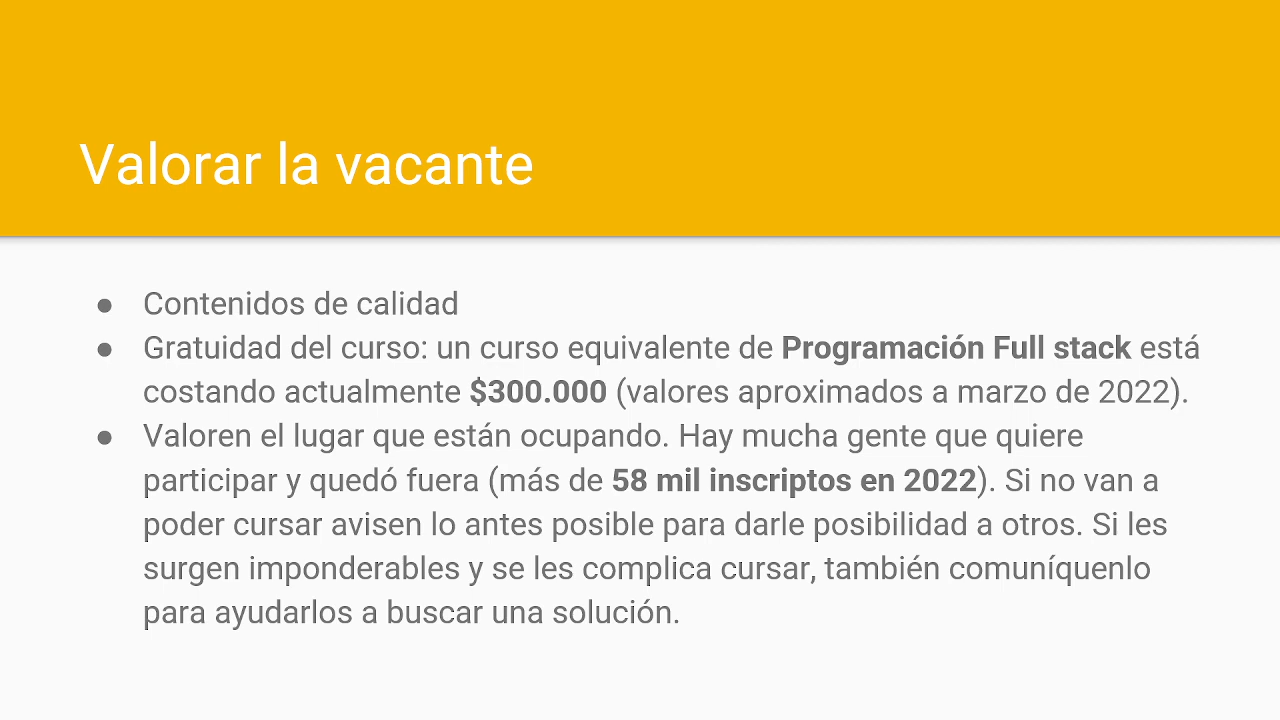 Valorar la vacante
● Contenidos de calidad
● Gratuidad del curso: un curso equivalente de Programación Full stack está
costando actualmente $300.000 (valores aproximados a marzo de 2022).
● Valoren el lugar que están ocupando. Hay mucha gente que quiere
participar y quedó fuera (más de 58 mil inscriptos en 2022). Si no van a
poder cursar avisen lo antes posible para darle posibilidad a otros. Si les
surgen imponderables y se les complica cursar, también comuníquenlo
para ayudarlos a buscar una solución.